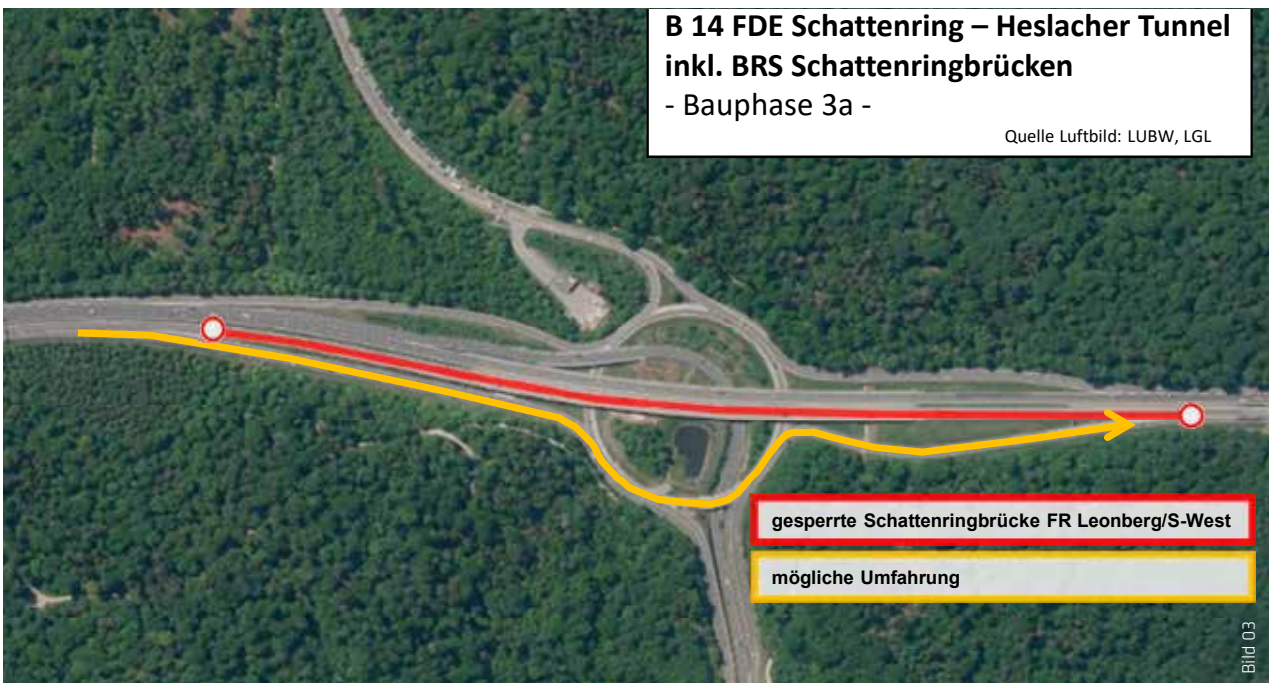 B 14 FDE Schattenring – Heslacher Tunnel
inkl. BRS Schattenringbrücken
- Bauphase 3a -
Quelle Luftbild: LUBW, LGL
gesperrte Schattenringbrücke FR Leonberg/S-West
mögliche Umfahrung
Bild 03